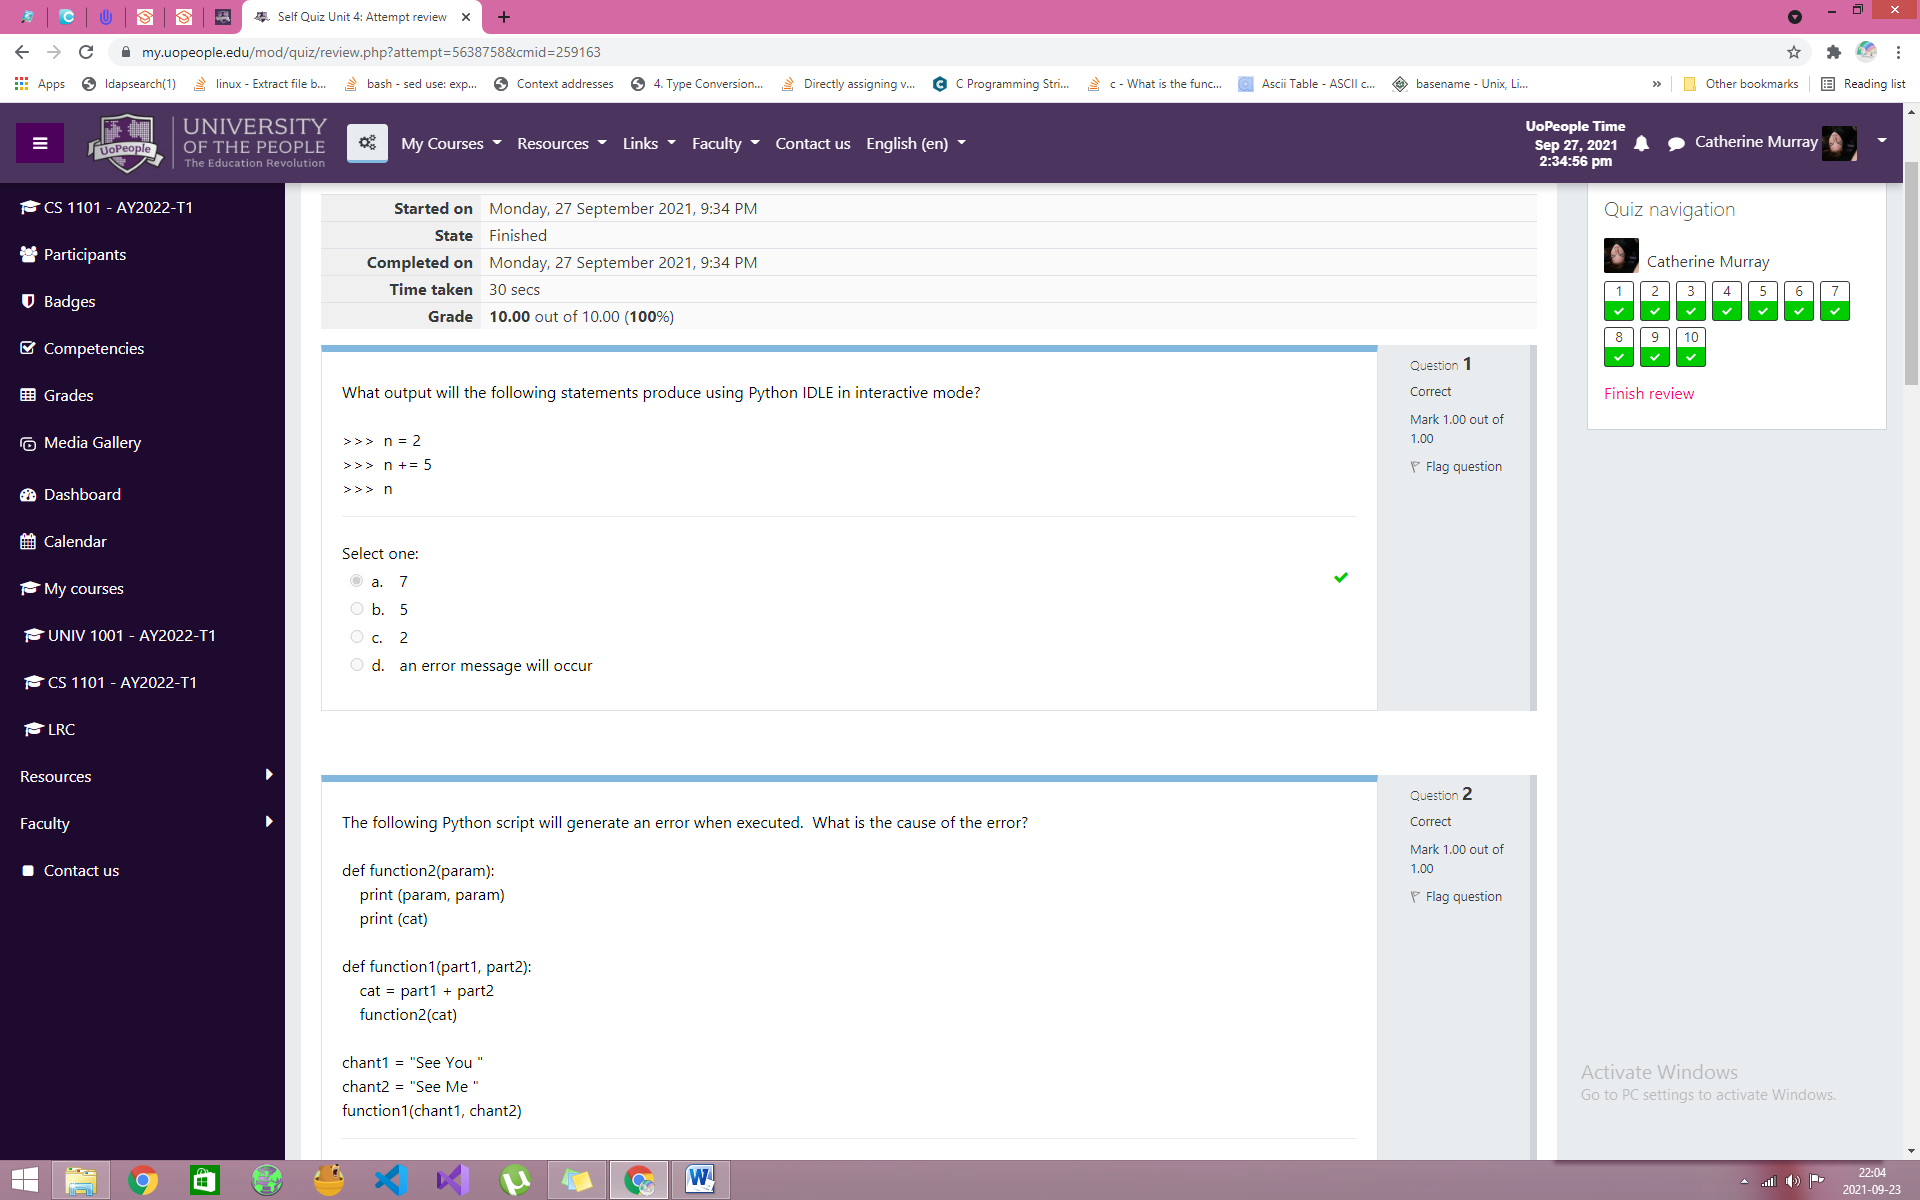 Self Quiz Unit 4: Attempt review
my.uopeople.edu/mod/quiz/review.php?attempt=5638758&cmid=259163
Apps ldapsearch(1) linux - Extract file b... bash - sed use: exp... Context addresses 4. Type Conversion... Directly assigning v... C Programming Stri... c - What is the func... Ascii Table - ASCII c... basename - Unix, Li... » Other bookmarks Reading list
UoPeople
UNIVERSITY
OF THE PEOPLE
The Education Revolution
My Courses Resources Links Faculty Contact us English (en)
UoPeople Time
Sep 27, 2021
2:34:56 pm
Catherine Murray
CS 1101 - AY2022-T1
Participants
Badges
Competencies
Grades
Media Gallery
Dashboard
Calendar
My courses
UNIV 1001 - AY2022-T1
CS 1101 - AY2022-T1
LRC
Resources
Faculty
Contact us
Started on Monday, 27 September 2021, 9:34 PM
State Finished
Completed on Monday, 27 September 2021, 9:34 PM
Time taken 30 secs
Grade 10.00 out of 10.00 (100%)
What output will the following statements produce using Python IDLE in interactive mode?
>>> n = 2
>>> n += 5
>>> n
Select one:
a. 7
b. 5
c. 2
d. an error message will occur
Question 1
Correct
Mark 1.00 out of
1.00
Flag question
The following Python script will generate an error when executed. What is the cause of the error?
def function2(param):
print (param, param)
print (cat)
def function1(part1, part2):
cat = part1 + part2
function2(cat)
chant1 = "See You "
chant2 = "See Me "
function1(chant1, chant2)
Question 2
Correct
Mark 1.00 out of
1.00
Flag question
Quiz navigation
Catherine Murray
1 2 3 4 5 6 7
8 9 10
Finish review
Activate Windows
Go to PC settings to activate Windows.
22:04
2021-09-23